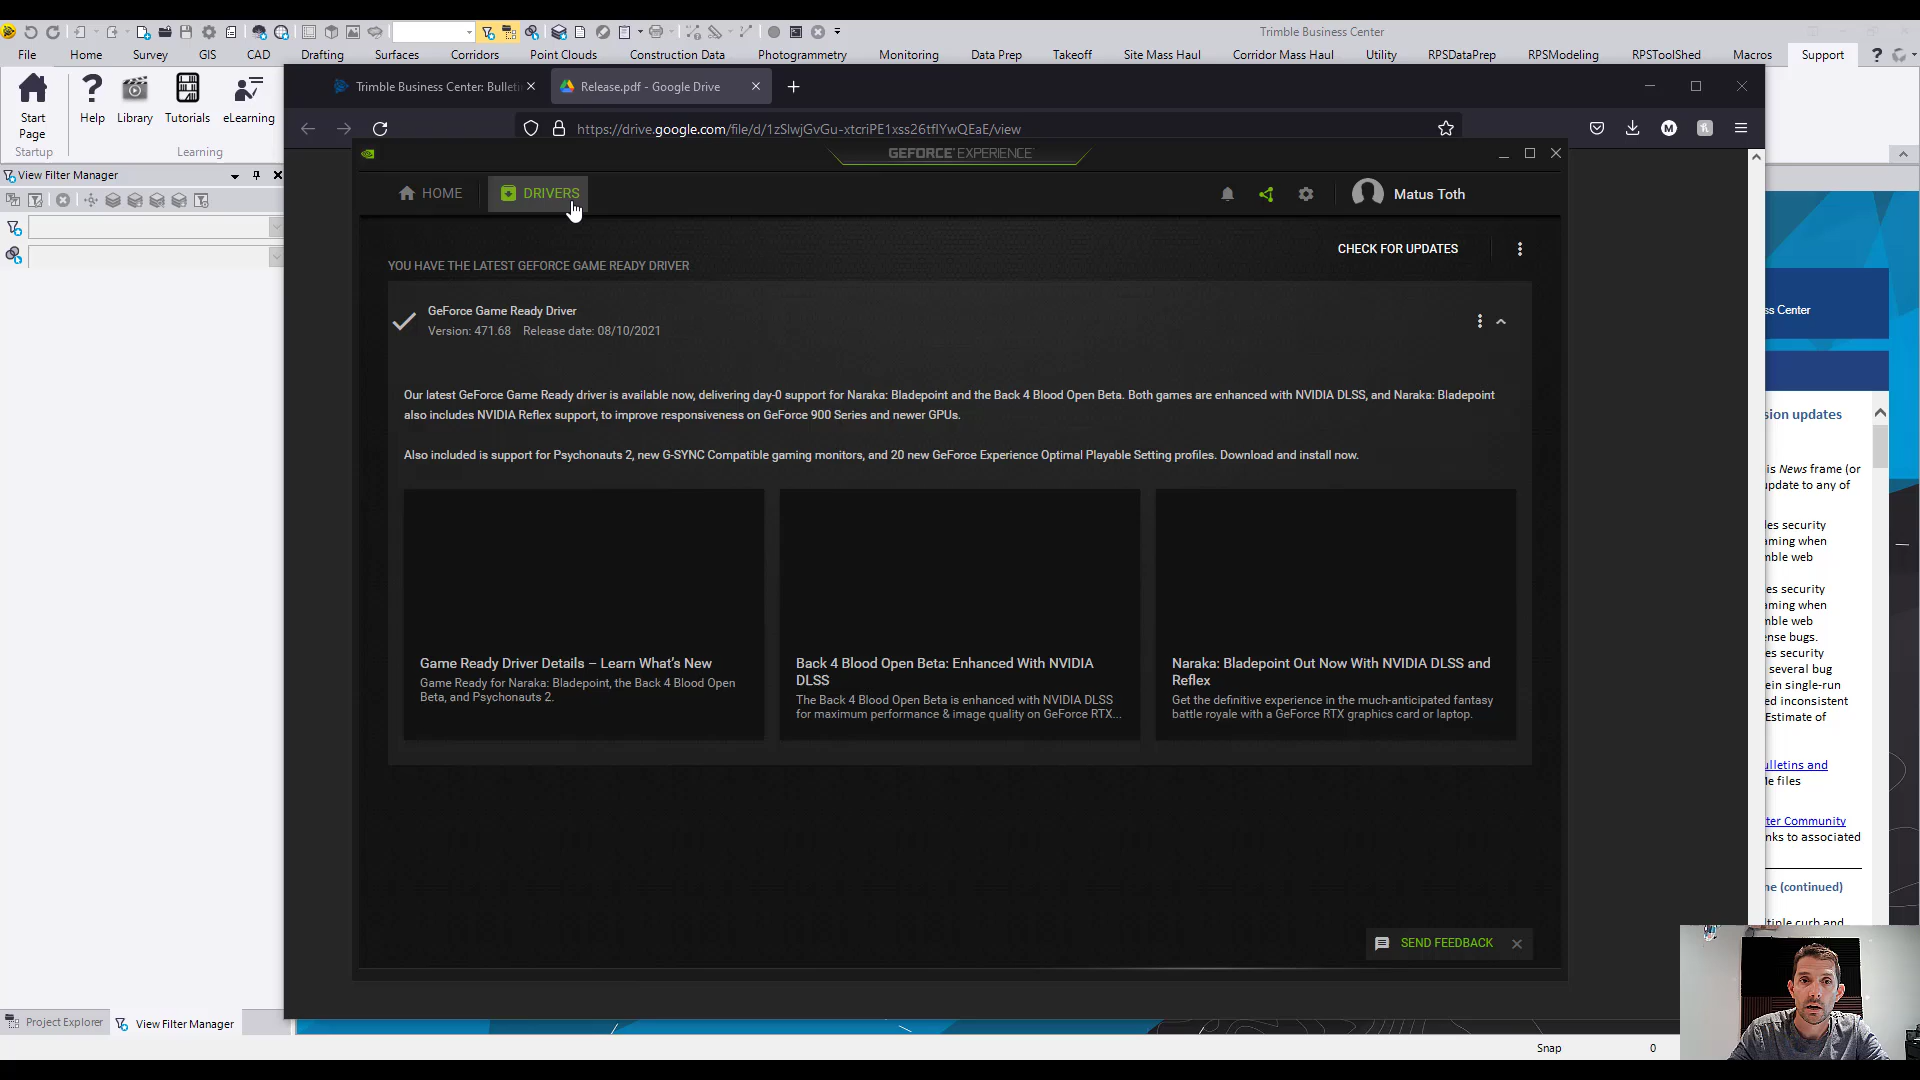 Trimble Business Center
File
Home
Survey
GIS
CAD
Drafting
Surfaces
Corridors
Point Clouds
Construction Data
Photogrammetry
Monitoring
Data Prep
Takeoff
Site Mass Haul
Corridor Mass Haul
Utility
RPSDataPrep
RPSModeling
RPSToolShed
Macros
Support
Start
Page
Help
Library
Tutorials
eLearning
Startup
Learning
View Filter Manager
Trimble Business Center: Bulleti
Release.pdf - Google Drive
https://drive.google.com/file/d/1zSlwjGvGu-xtcriPE1xss26tflYwQEaE/view
GEFORCE EXPERIENCE
HOME
DRIVERS
Matus Toth
CHECK FOR UPDATES
YOU HAVE THE LATEST GEFORCE GAME READY DRIVER
GeForce Game Ready Driver
Version: 471.68 Release date: 08/10/2021
Our latest GeForce Game Ready driver is available now, delivering day-0 support for Naraka: Bladepoint and the Back 4 Blood Open Beta. Both games are enhanced with NVIDIA DLSS, and Naraka: Bladepoint
also includes NVIDIA Reflex support, to improve responsiveness on GeForce 900 Series and newer GPUs.
Also included is support for Psychonauts 2, new G-SYNC Compatible gaming monitors, and 20 new GeForce Experience Optimal Playable Setting profiles. Download and install now.
Game Ready Driver Details – Learn What's New
Game Ready for Naraka: Bladepoint, the Back 4 Blood Open
Beta, and Psychonauts 2.
Back 4 Blood Open Beta: Enhanced With NVIDIA
DLSS
The Back 4 Blood Open Beta is enhanced with NVIDIA DLSS
for maximum performance & image quality on GeForce RTX...
Naraka: Bladepoint Out Now With NVIDIA DLSS and
Reflex
Get the definitive experience in the much-anticipated fantasy
battle royale with a GeForce RTX graphics card or laptop.
SEND FEEDBACK
ss Center
sion updates
is News frame (or
update to any of
es security
aming when
mble web
es security
aming when
mble web
ense bugs.
es security
several bug
ein single-run
ed inconsistent
Estimate of
ulletins and
le files
ter Community
nks to associated
ne (continued)
tiple curb and
Project Explorer
View Filter Manager
Snap
0